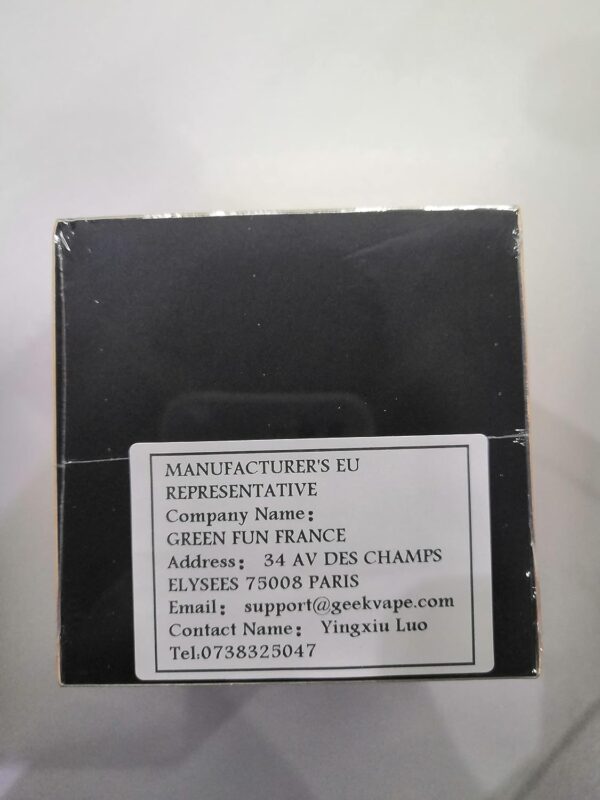 MANUFACTURER'S EU
REPRESENTATIVE
Company Name：
GREEN FUN FRANCE
Address： 34 AV DES CHAMPS
ELYSEES 75008 PARIS
Email： support@geekvape.com
Contact Name： Yingxiu Luo
Tel:0738325047